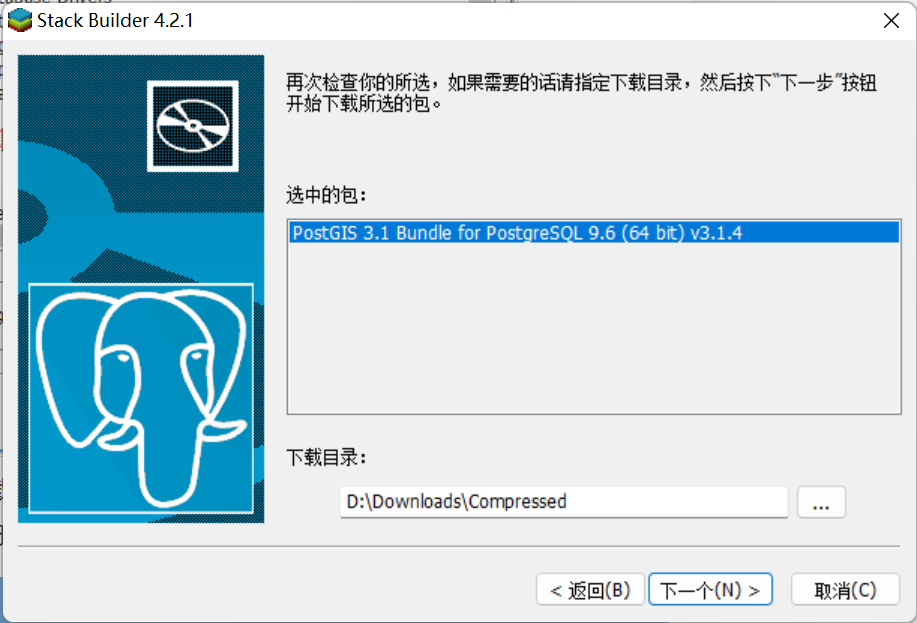 Stack Builder 4.2.1
再次检查你的所选，如果需要的话请指定下载目录，然后按下“下一步”按钮
开始下载所选的包。
选中的包：
PostGIS 3.1 Bundle for PostgreSQL 9.6 (64 bit) v3.1.4
下载目录：
D:\Downloads\Compressed
...
< 返回(B)
下一个(N) >
取消(C)